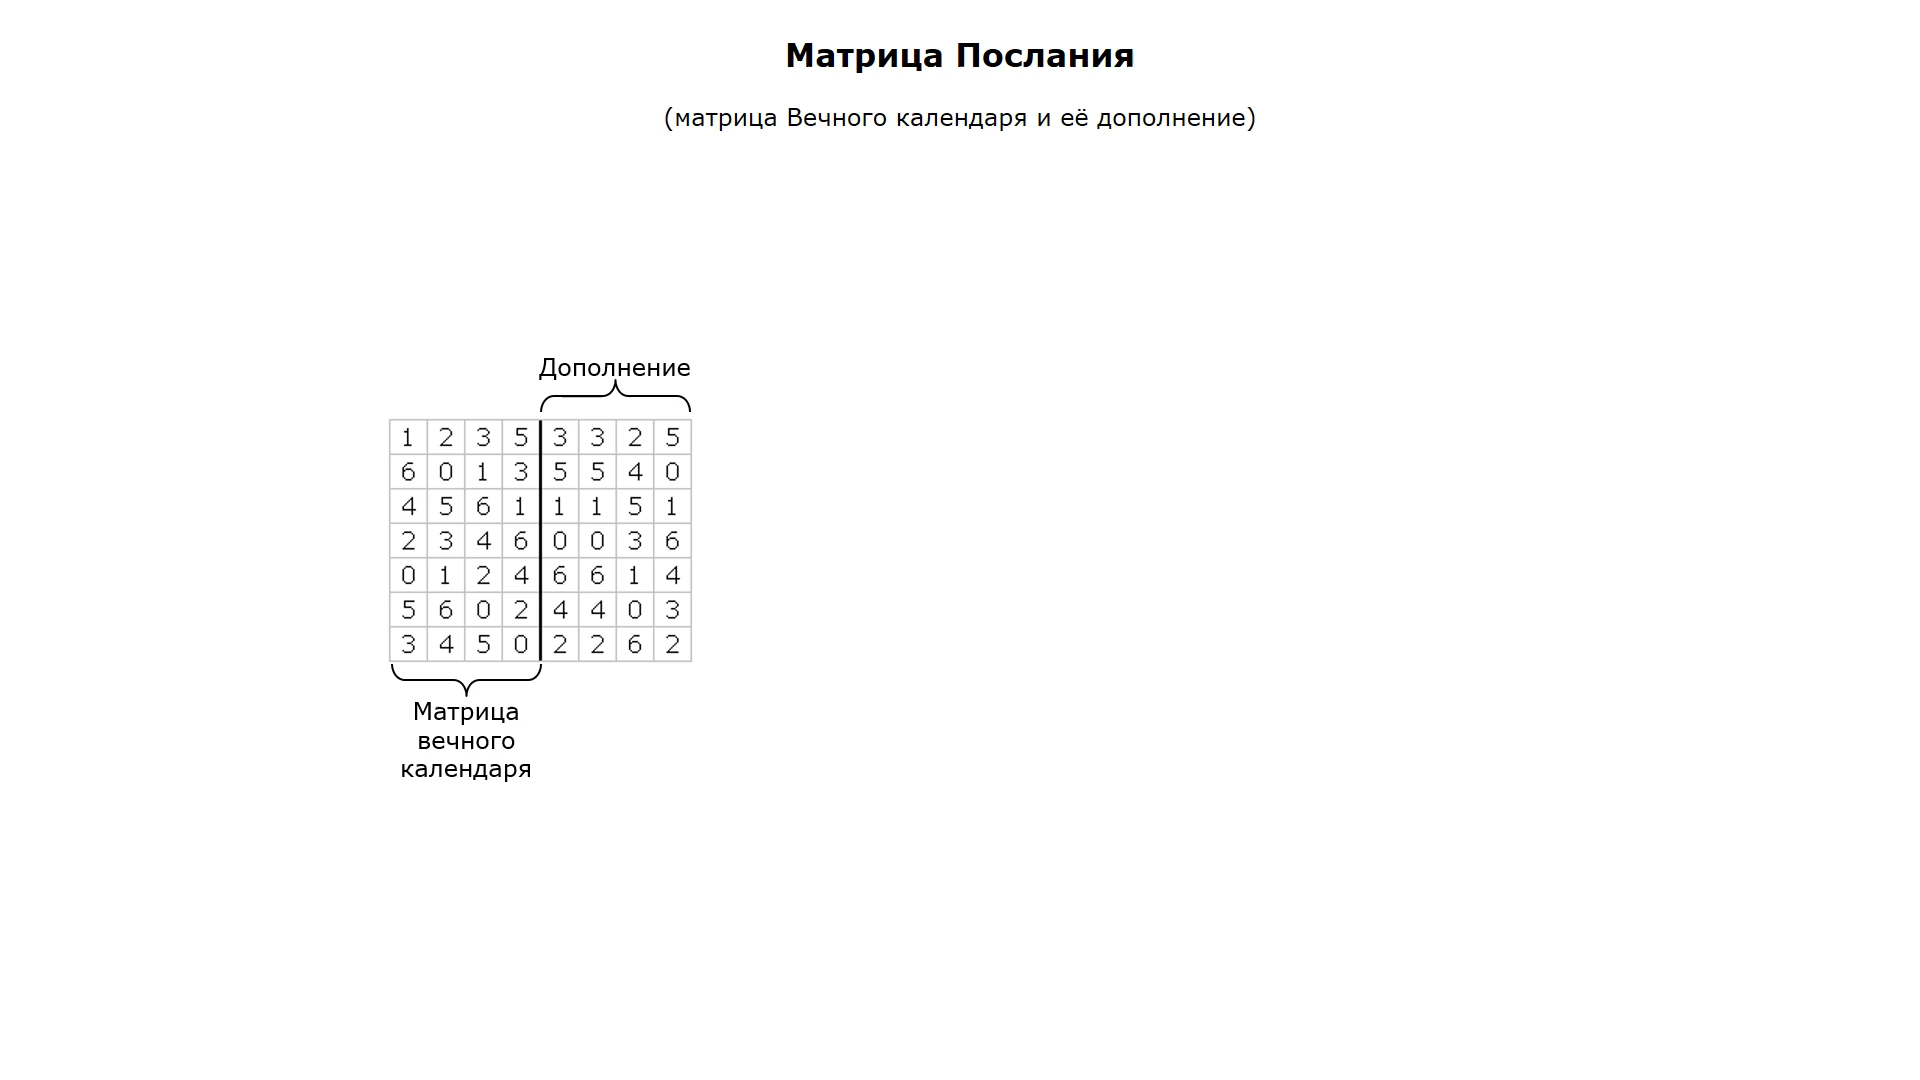 Матрица Послания
(матрица Вечного календаря и её дополнение)
Дополнение
1 2 3 5 3 3 2 5
6 0 1 3 5 5 4 0
4 5 6 1 1 1 5 1
2 3 4 6 0 0 3 6
0 1 2 4 6 6 1 4
5 6 0 2 4 4 0 3
3 4 5 0 2 2 6 2
Матрица
вечного
календаря